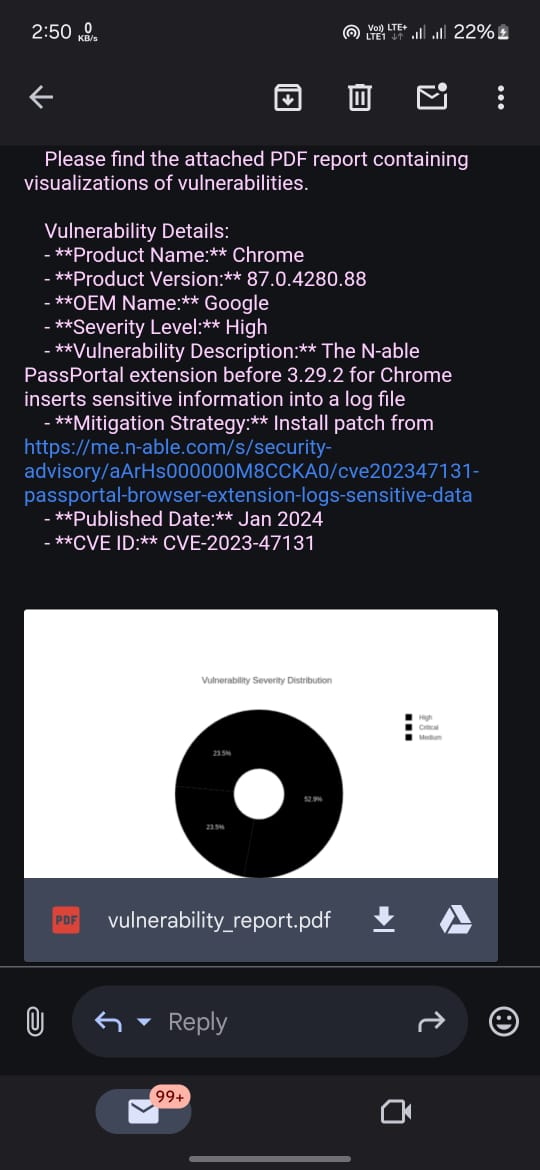 2:50 0 KB/s Vo) LTE+ LTE1 ↓↑ 22%
Please find the attached PDF report containing
visualizations of vulnerabilities.
Vulnerability Details:
- **Product Name:** Chrome
- **Product Version:** 87.0.4280.88
- **OEM Name:** Google
- **Severity Level:** High
- **Vulnerability Description:** The N-able
PassPortal extension before 3.29.2 for Chrome
inserts sensitive information into a log file
- **Mitigation Strategy:** Install patch from
https://me.n-able.com/s/security-
advisory/aArHs000000M8CCKA0/cve202347131-
passportal-browser-extension-logs-sensitive-data
- **Published Date:** Jan 2024
- **CVE ID:** CVE-2023-47131
Vulnerability Severity Distribution
High
Critical
Medium
23.5%
52.9%
23.5%
PDF vulnerability_report.pdf
Reply
99+